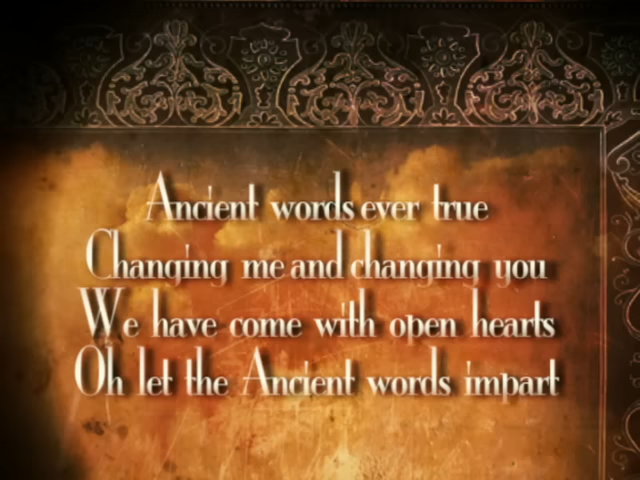 Ancient words ever true
Changing me and changing you
We have come with open hearts
Oh let the Ancient words impart